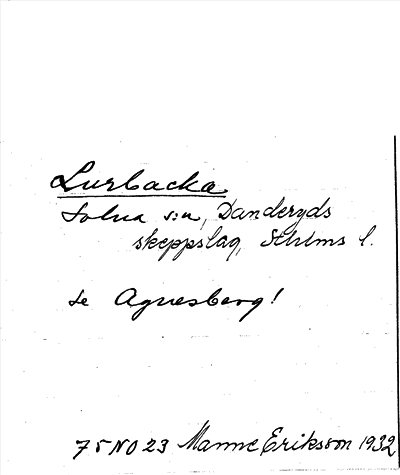 Lurbacka
Solna s:n, Danderyds
skeppslag, Sthlms l.
se Agnesberg!
75 NO 23 Manne Eriksson 1932